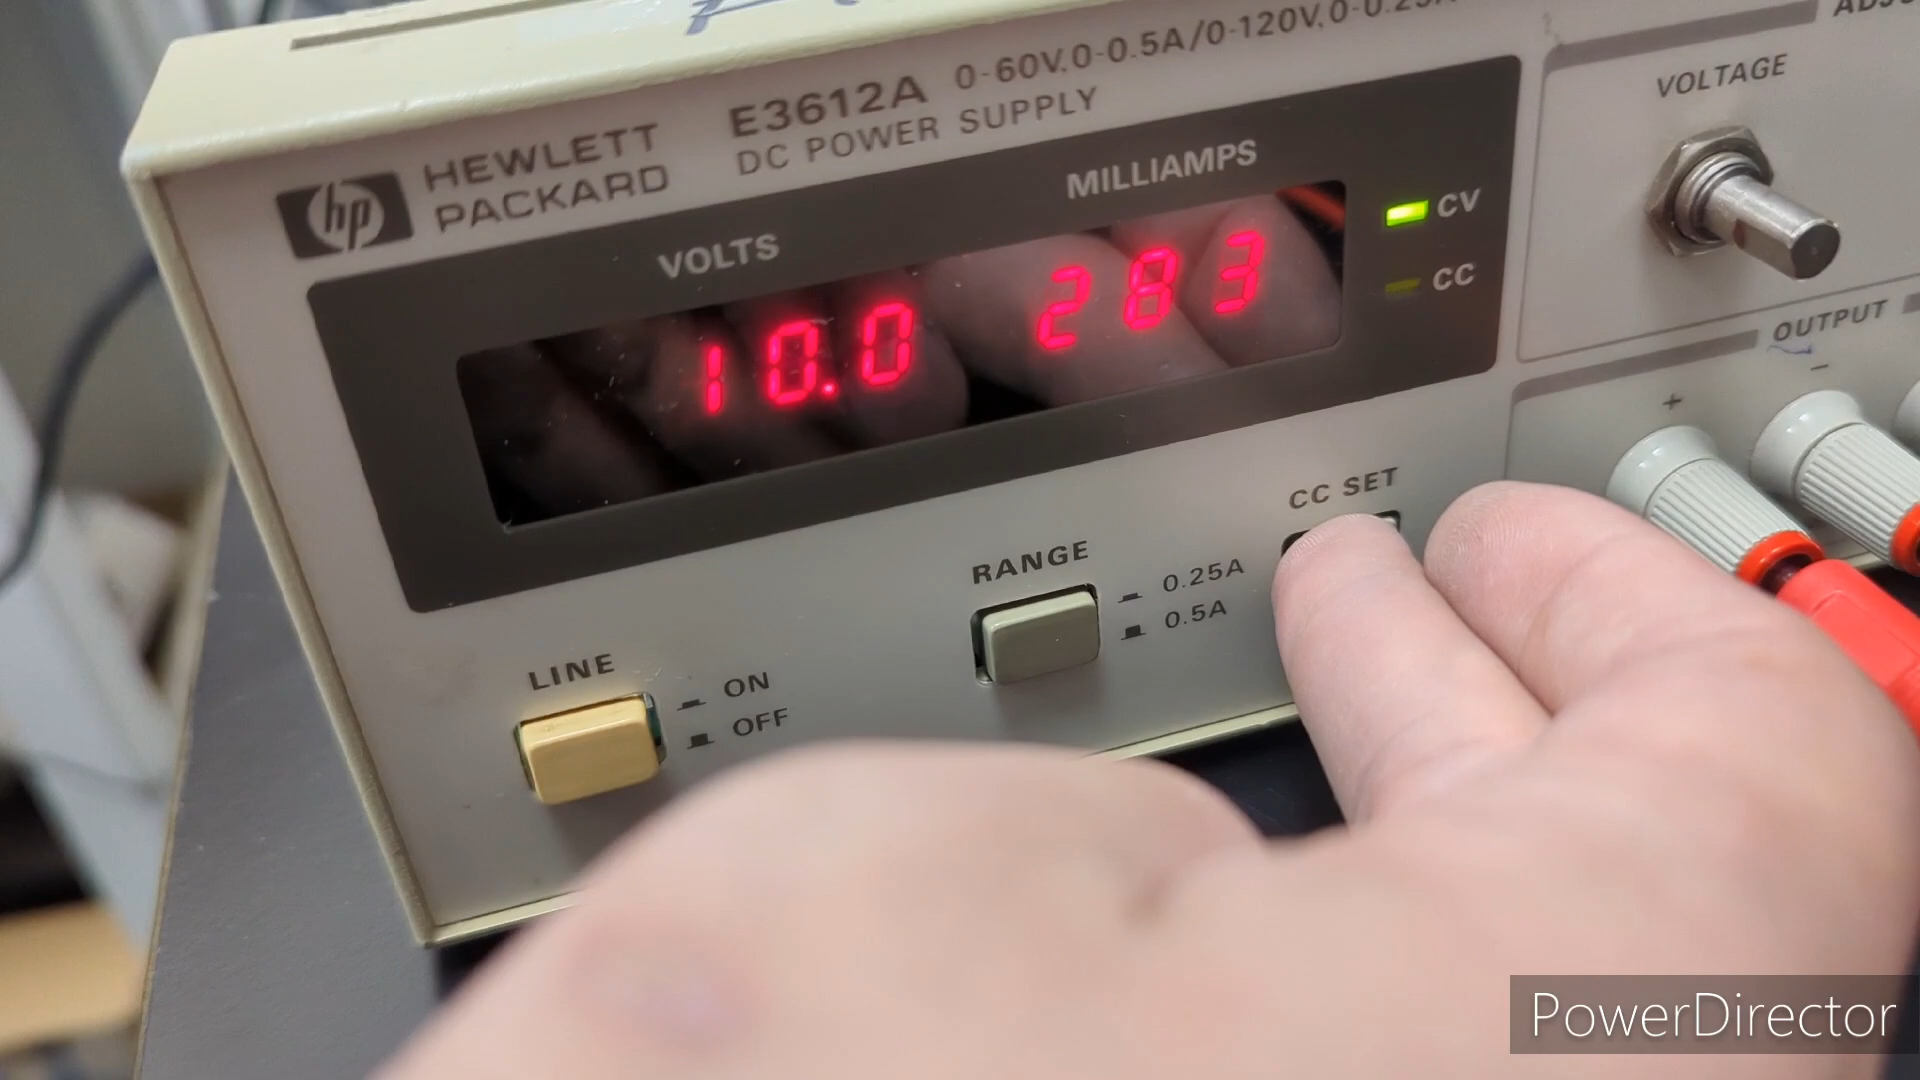 E3612A 0-60V,0-0.5A/0-120V,0-0.25A
DC POWER SUPPLY
hp HEWLETT
PACKARD
VOLTS
MILLIAMPS
10.0 283
CV
CC
VOLTAGE
OUTPUT
+ −
CC SET
RANGE
0.25A
0.5A
LINE
ON
OFF
PowerDirector